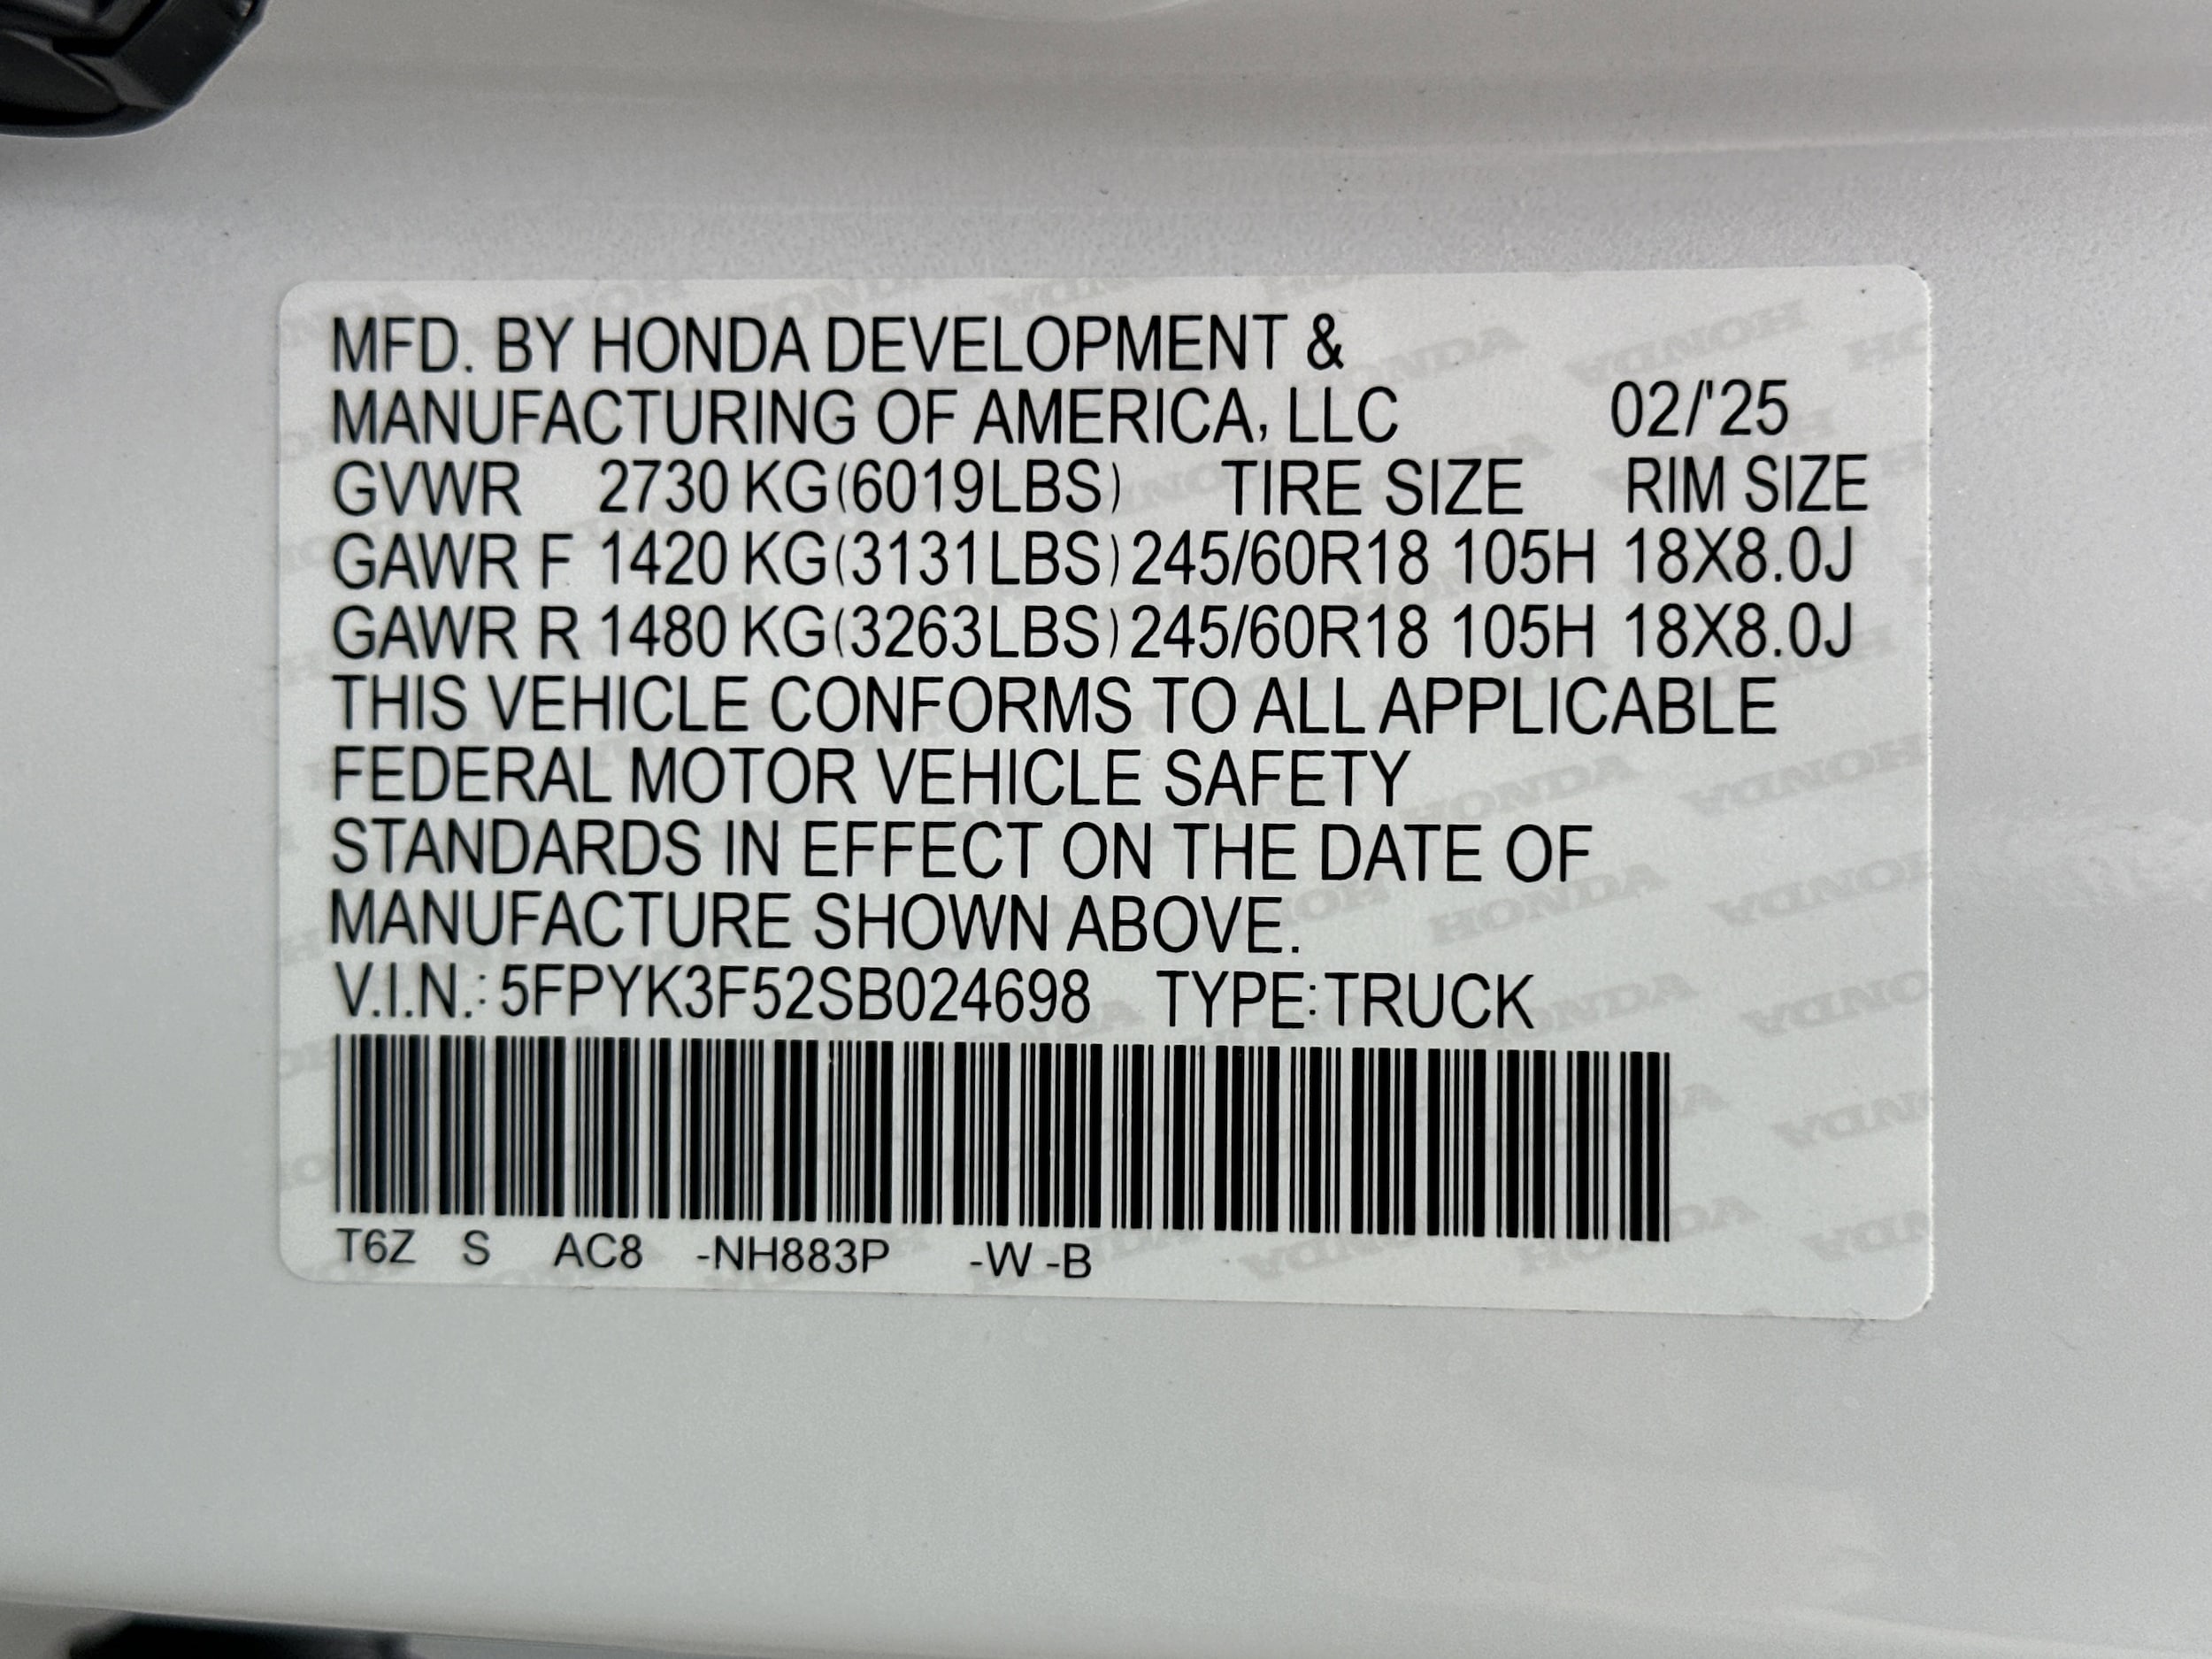 MFD. BY HONDA DEVELOPMENT &
MANUFACTURING OF AMERICA, LLC 02/'25
GVWR 2730 KG(6019LBS) TIRE SIZE RIM SIZE
GAWR F 1420 KG(3131LBS) 245/60R18 105H 18X8.0J
GAWR R 1480 KG(3263LBS) 245/60R18 105H 18X8.0J
THIS VEHICLE CONFORMS TO ALL APPLICABLE
FEDERAL MOTOR VEHICLE SAFETY
STANDARDS IN EFFECT ON THE DATE OF
MANUFACTURE SHOWN ABOVE.
V.I.N.: 5FPYK3F52SB024698 TYPE:TRUCK
T6Z S AC8 -NH883P -W -B